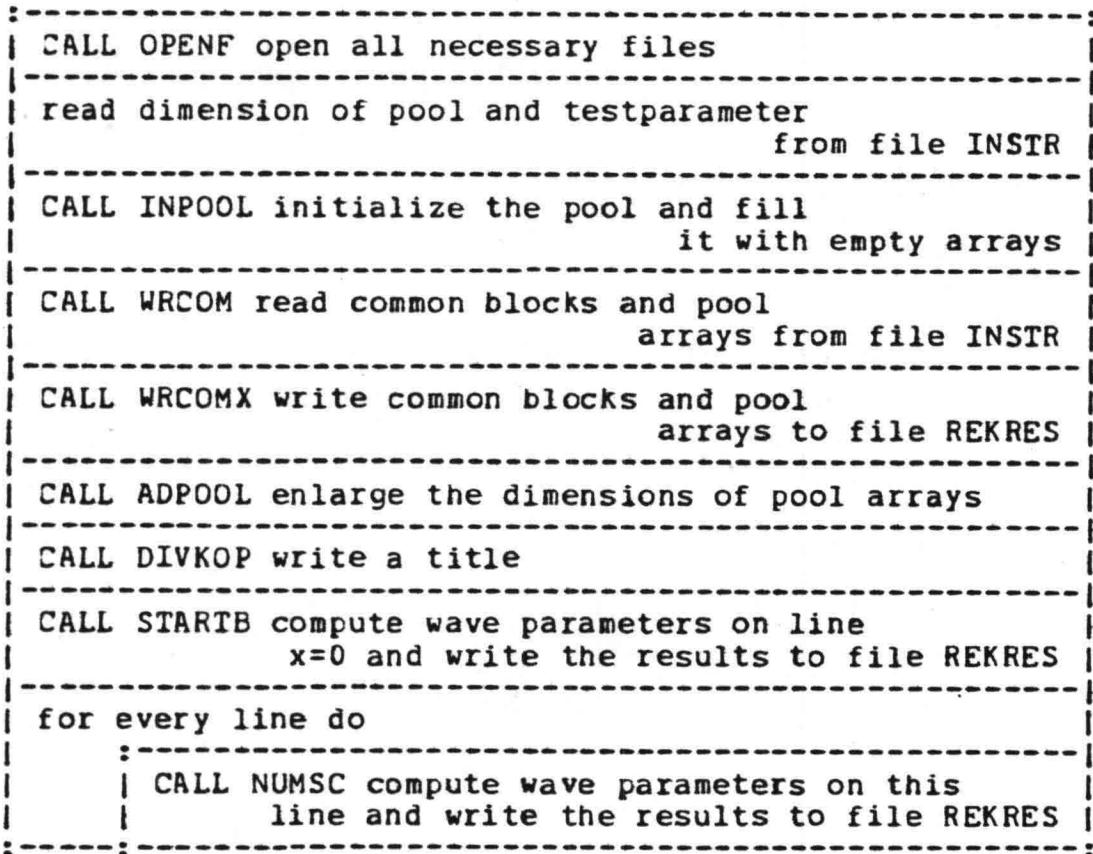 CALL OPENF open all necessary files
read dimension of pool and testparameter
from file INSTR
CALL INPOOL initialize the pool and fill
it with empty arrays
CALL WRCOM read common blocks and pool
arrays from file INSTR
CALL WRCOMX write common blocks and pool
arrays to file REKRES
CALL ADPOOL enlarge the dimensions of pool arrays
CALL DIVKOP write a title
CALL STARTB compute wave parameters on line
x=0 and write the results to file REKRES
for every line do
CALL NUMSC compute wave parameters on this
line and write the results to file REKRES